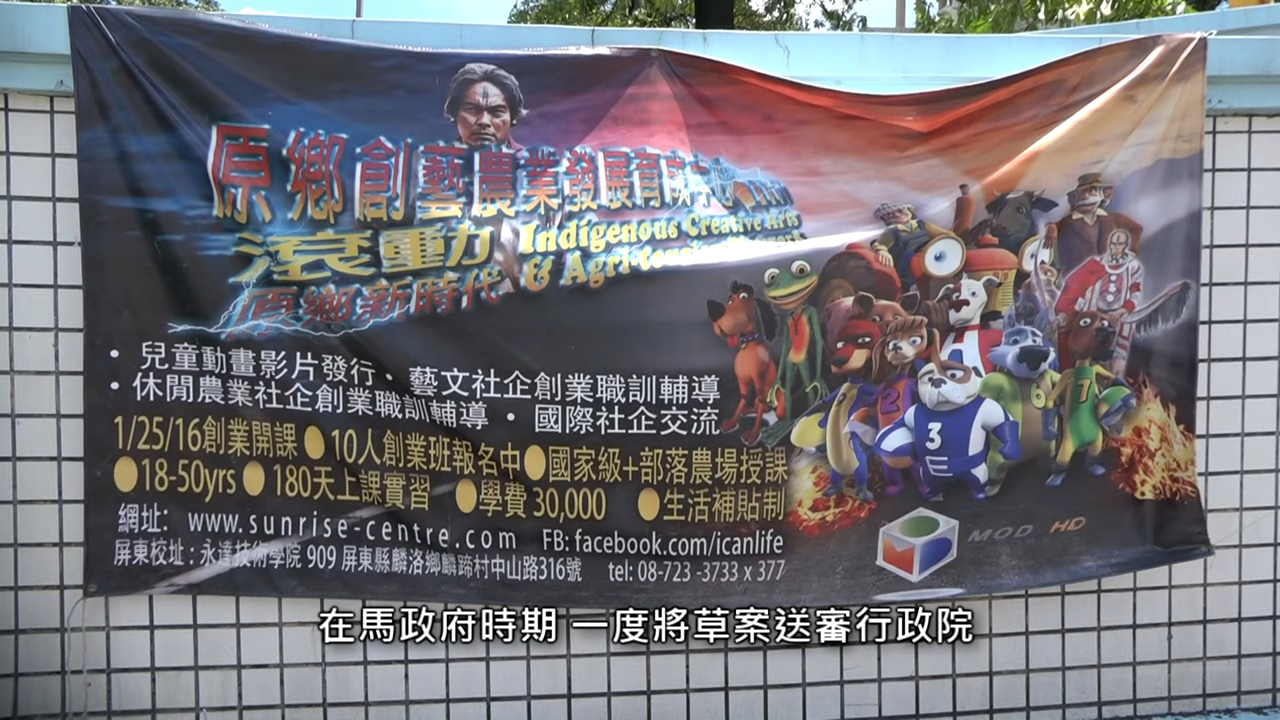 原鄉創藝農業發展育成中心
滾動 Indigenous Creative Arts
原鄉新時代 & Agri-
• 兒童動畫影片發行 • 藝文社企創業職訓輔導
• 休閒農業社企創業職訓輔導 • 國際社企交流
1/25/16創業開課 ● 10人創業班報名中 ● 國家級+部落農場授課
● 18-50yrs ● 180天上課實習 ● 學費 30,000 ● 生活補貼制
網址: www.sunrise-centre.com FB: facebook.com/icanlife
屏東校址:永達技術學院 909 屏東縣麟洛鄉麟蹄村中山路316號 tel: 08-723 -3733 x 377
2
3
6
1
MOD HD
在馬政府時期 一度將草案送審行政院